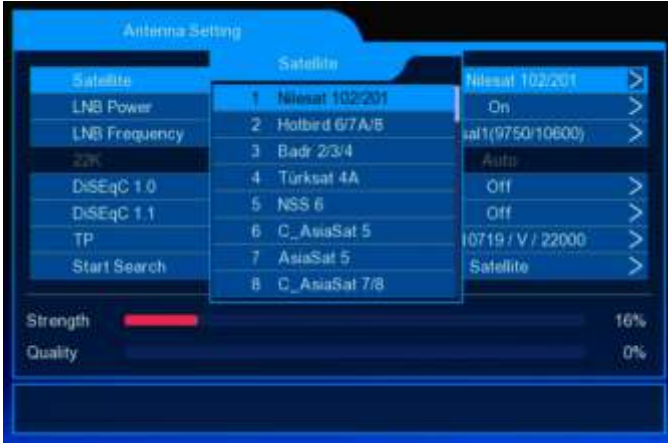 Antenna Setting
Satellite
Satellite
Nilesat 102/201
LNB Power
On
LNB Frequency
sal1(9750/10600)
22K
Auto
DiSEqC 1.0
Off
DiSEqC 1.1
Off
TP
10719 / V / 22000
Start Search
Satellite
1 Nilesat 102/201
2 Hotbird 6/7A/8
3 Badr 2/3/4
4 Türksat 4A
5 NSS 6
6 C_AsiaSat 5
7 AsiaSat 5
8 C_AsiaSat 7/8
Strength
16%
Quality
0%